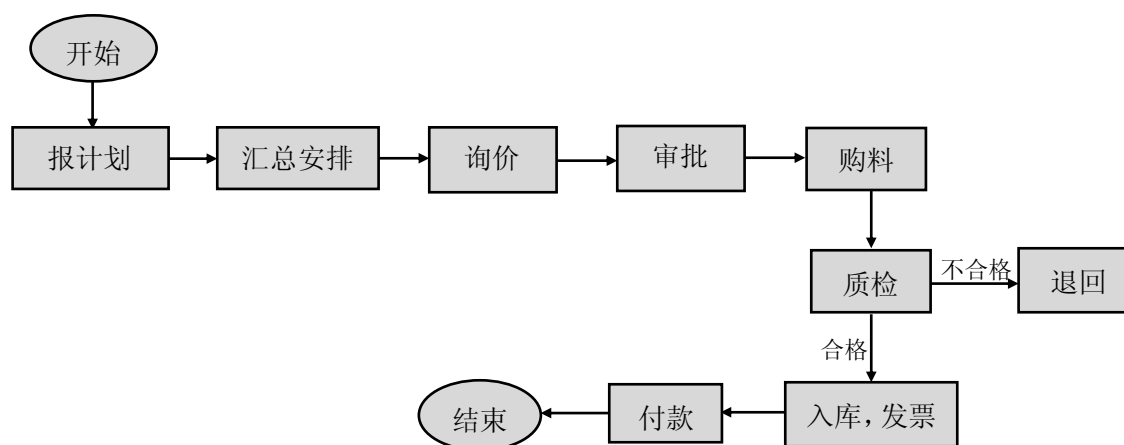 开始
报计划
汇总安排
询价
审批
购料
质检
不合格
退回
合格
入库，发票
付款
结束